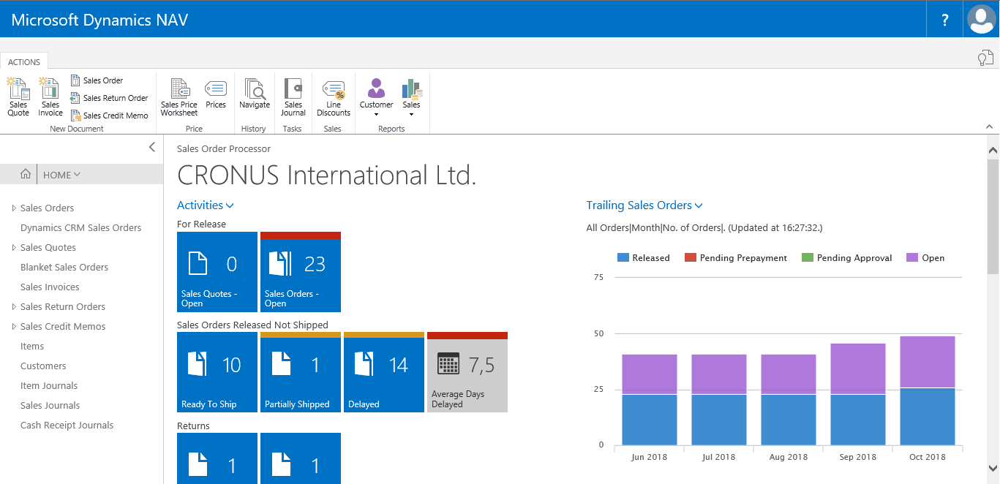 Microsoft Dynamics NAV
?
ACTIONS
Sales Quote
Sales Invoice
Sales Order
Sales Return Order
Sales Credit Memo
New Document
Sales Price Worksheet
Prices
Price
Navigate
History
Sales Journal
Tasks
Line Discounts
%
Sales
Customer
Sales
Reports
HOME
Sales Orders
Dynamics CRM Sales Orders
Sales Quotes
Blanket Sales Orders
Sales Invoices
Sales Return Orders
Sales Credit Memos
Items
Customers
Item Journals
Sales Journals
Cash Receipt Journals
Sales Order Processor
CRONUS International Ltd.
Activities
For Release
0
Sales Quotes -
Open
23
Sales Orders -
Open
Sales Orders Released Not Shipped
10
Ready To Ship
1
Partially Shipped
14
Delayed
7,5
Average Days
Delayed
Returns
1
1
Trailing Sales Orders
All Orders|Month|No. of Orders|. (Updated at 16:27:32.)
Released Pending Prepayment Pending Approval Open
75
50
25
0
Jun 2018 Jul 2018 Aug 2018 Sep 2018 Oct 2018